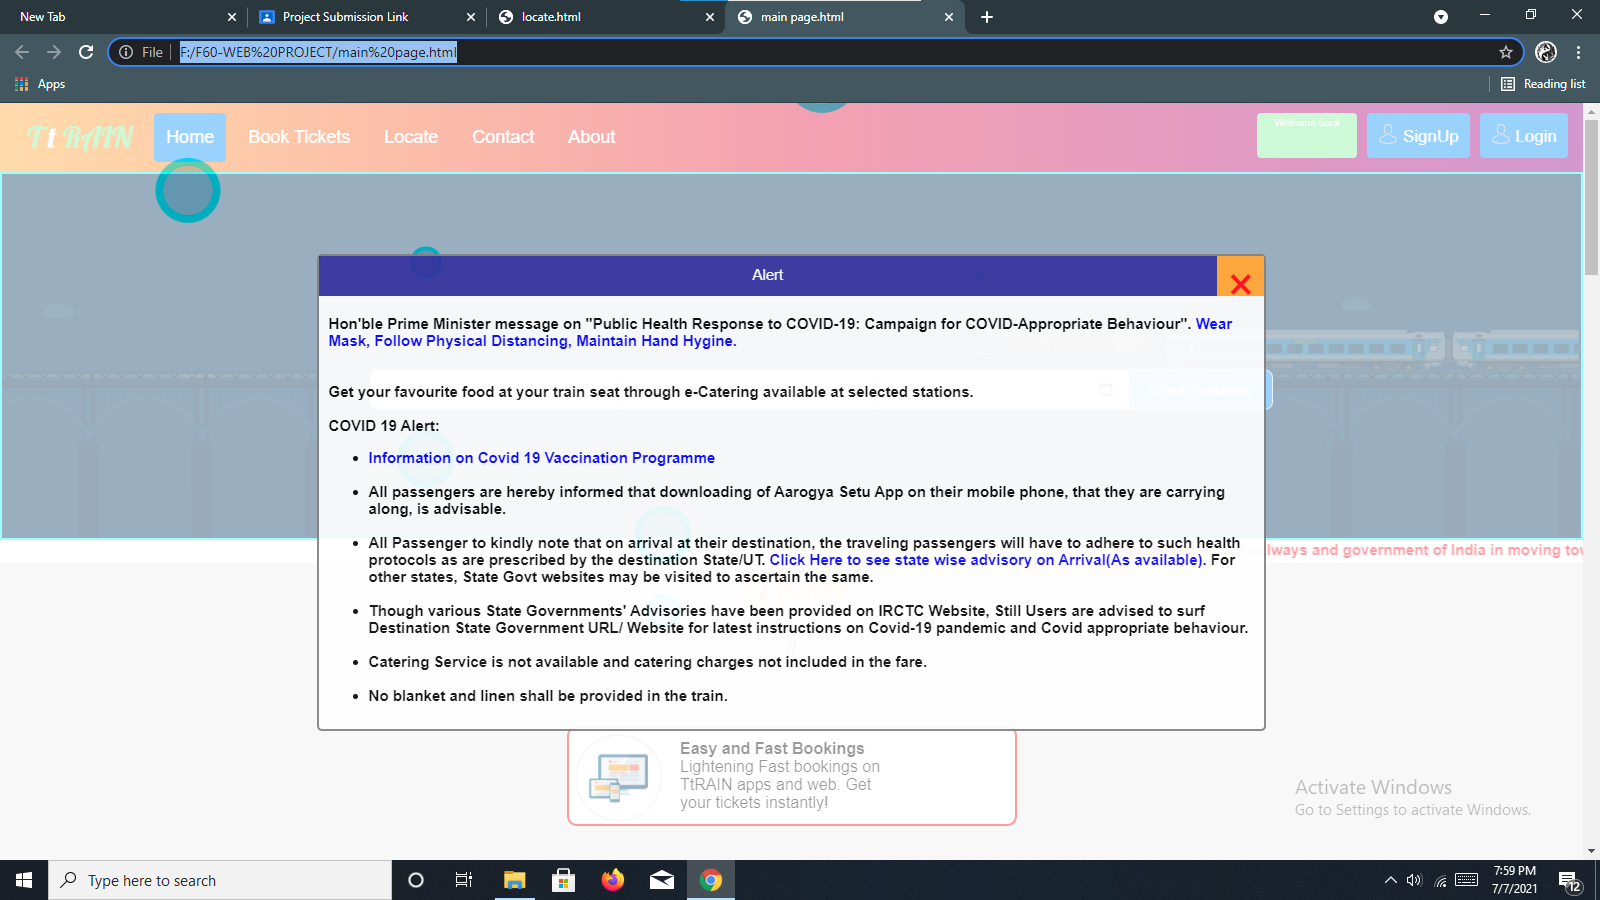 New Tab
Project Submission Link
locate.html
main page.html
File
F:/F60-WEB%20PROJECT/main%20page.html
Apps
Reading list
Tt RAIN
Home
Book Tickets
Locate
Contact
About
Welcome back
SignUp
Login
Alert
Hon'ble Prime Minister message on "Public Health Response to COVID-19: Campaign for COVID-Appropriate Behaviour". Wear
Mask, Follow Physical Distancing, Maintain Hand Hygine.
Get your favourite food at your train seat through e-Catering available at selected stations.
Check Availability
COVID 19 Alert:
• Information on Covid 19 Vaccination Programme
• All passengers are hereby informed that downloading of Aarogya Setu App on their mobile phone, that they are carrying
along, is advisable.
• All Passenger to kindly note that on arrival at their destination, the traveling passengers will have to adhere to such health
protocols as are prescribed by the destination State/UT. Click Here to see state wise advisory on Arrival(As available). For
other states, State Govt websites may be visited to ascertain the same.
railways and government of India in moving tow
• Though various State Governments' Advisories have been provided on IRCTC Website, Still Users are advised to surf
Destination State Government URL/ Website for latest instructions on Covid-19 pandemic and Covid appropriate behaviour.
• Catering Service is not available and catering charges not included in the fare.
• No blanket and linen shall be provided in the train.
Easy and Fast Bookings
Lightening Fast bookings on
TtRAIN apps and web. Get
your tickets instantly!
Activate Windows
Go to Settings to activate Windows.
Type here to search
7:59 PM
7/7/2021
12